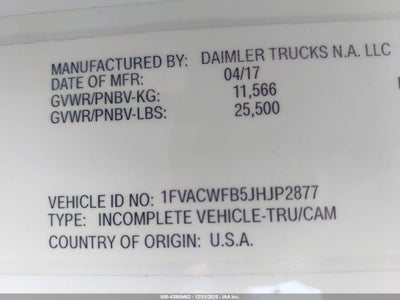 MANUFACTURED BY: DAIMLER TRUCKS N.A. LLC
DATE OF MFR: 04/17
GVWR/PNBV-KG: 11,566
GVWR/PNBV-LBS: 25,500
VEHICLE ID NO: 1FVACWFB5JHJP2877
TYPE: INCOMPLETE VEHICLE-TRU/CAM
COUNTRY OF ORIGIN: U.S.A.